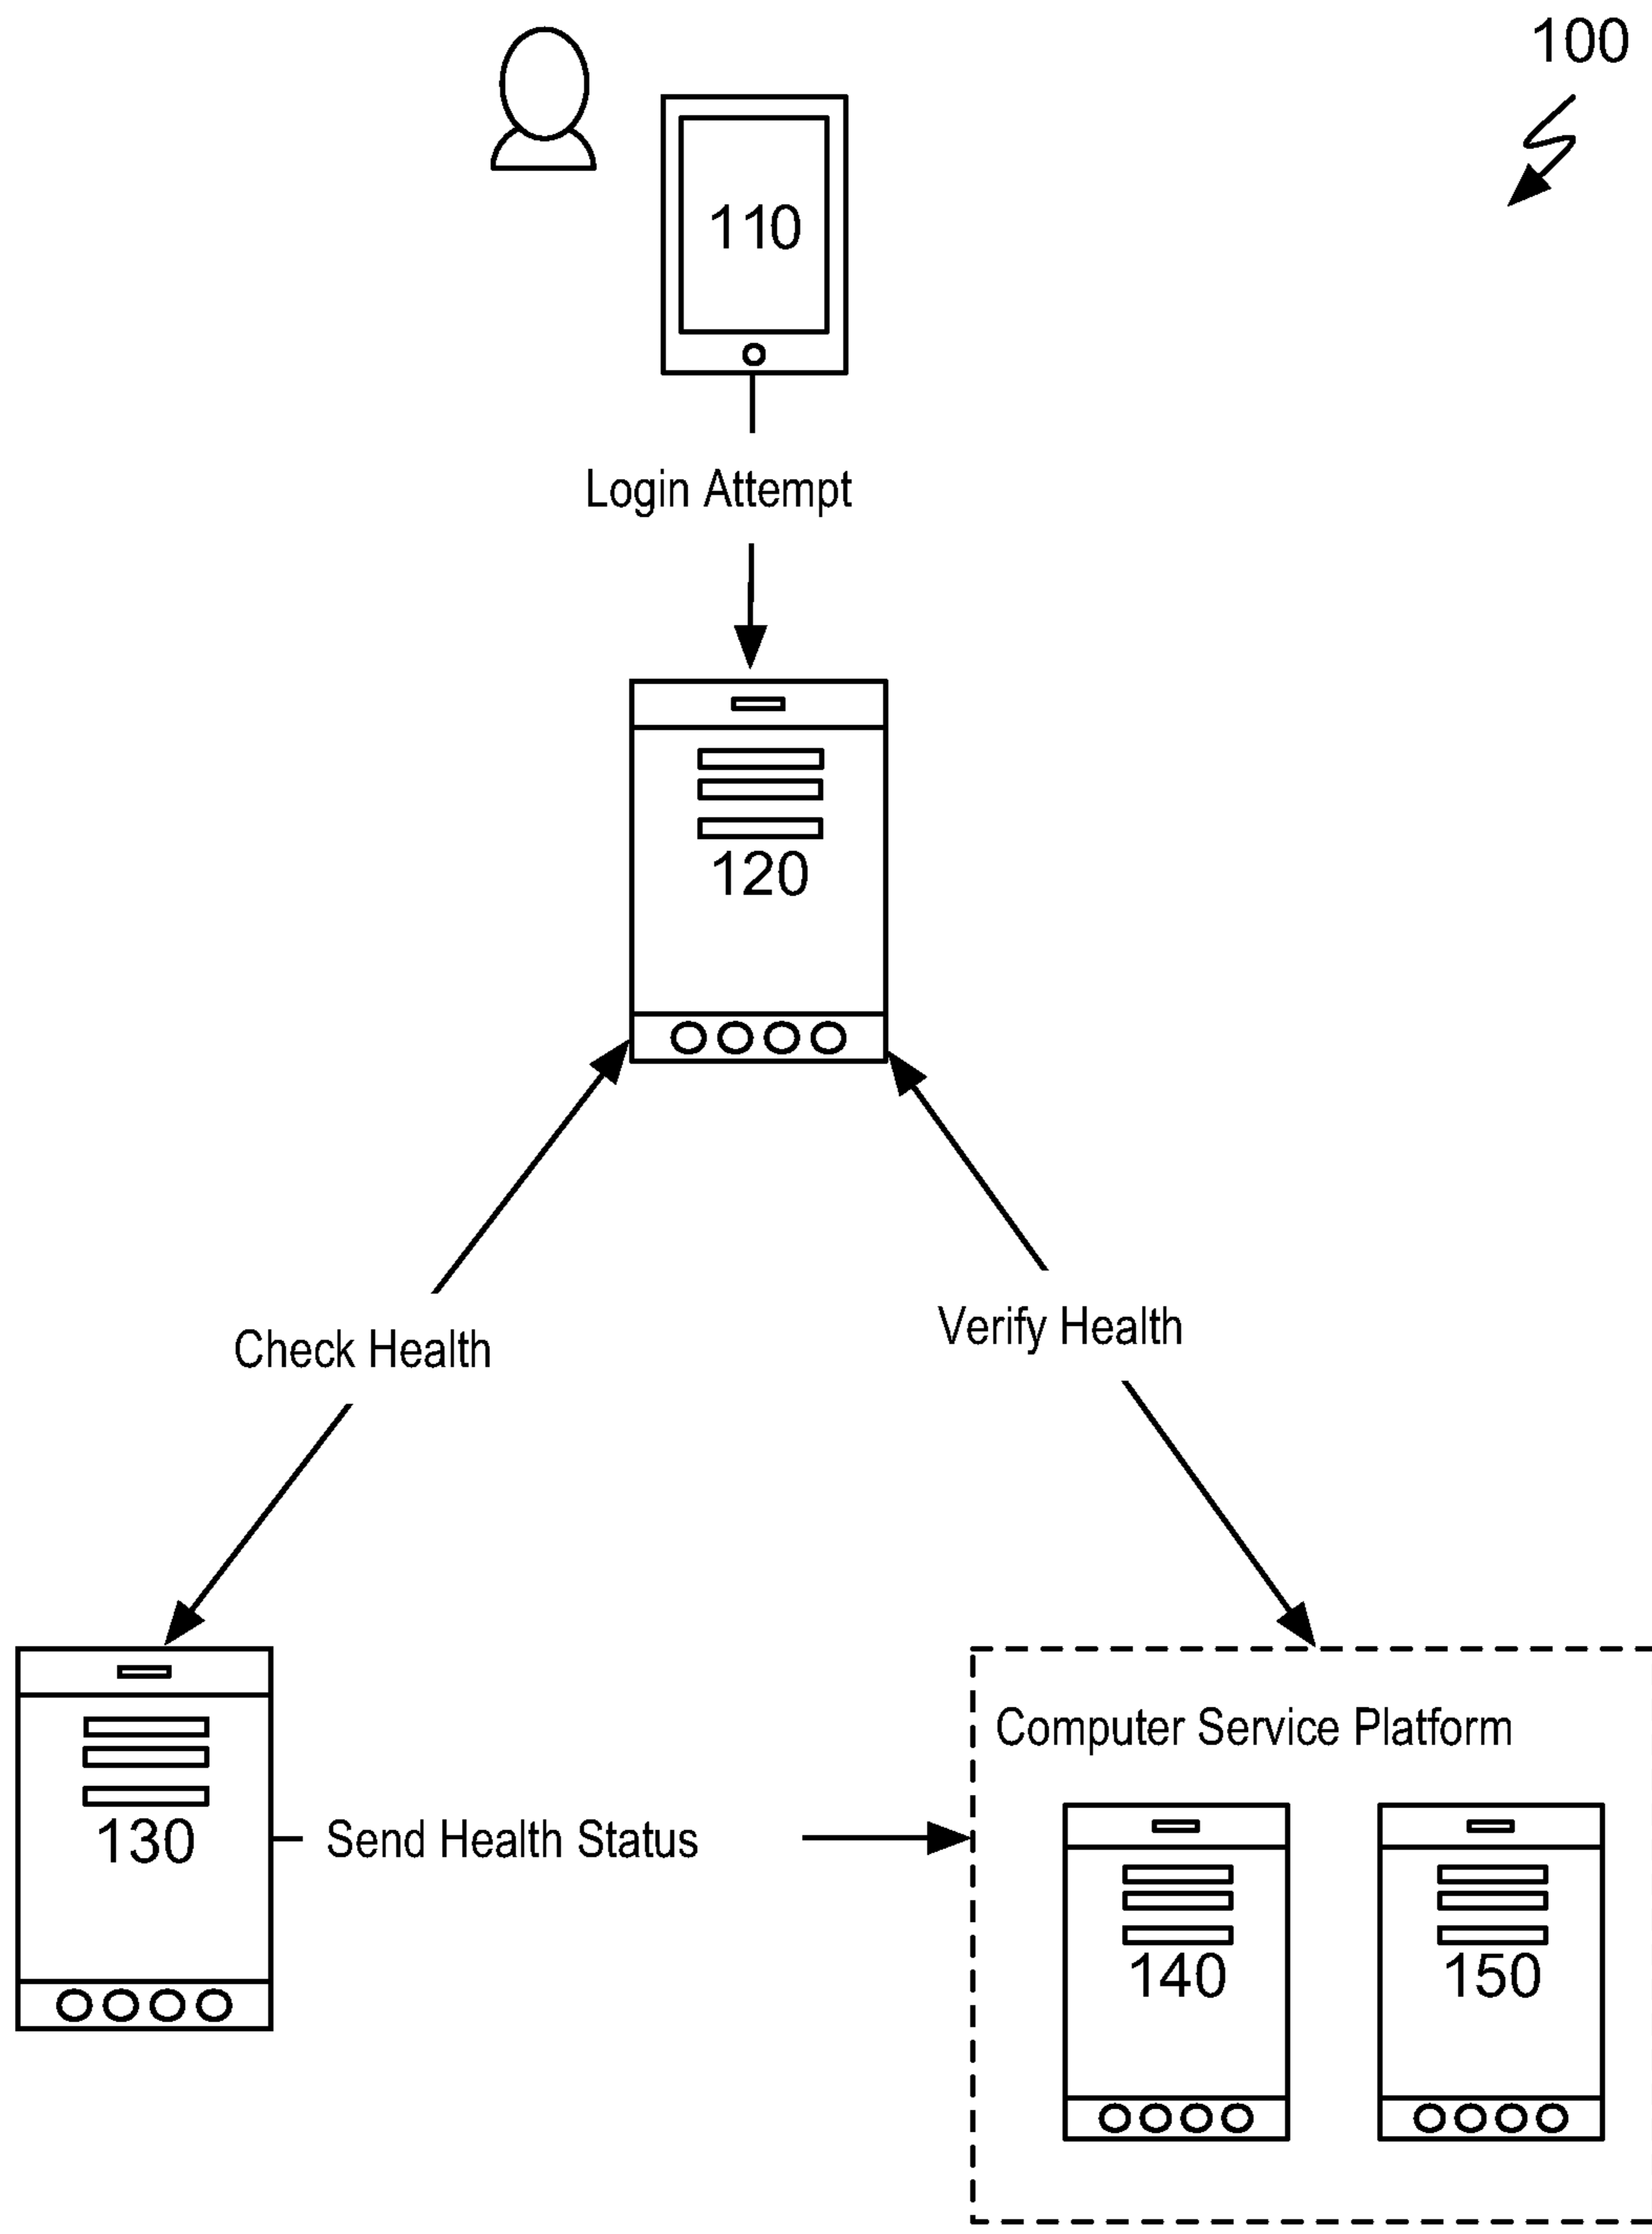 100
110
Login Attempt
120
Verify Health
Check Health
Computer Service Platform
130
Send Health Status
140
150